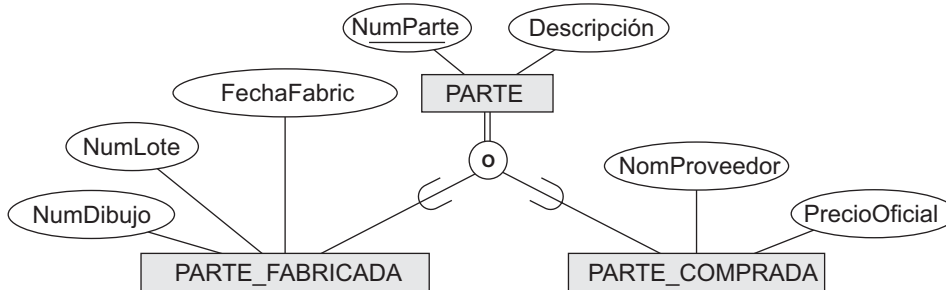 NumParte
Descripción
FechaFabric
PARTE
NumLote
O
NomProveedor
NumDibujo
PrecioOficial
PARTE_FABRICADA
PARTE_COMPRADA